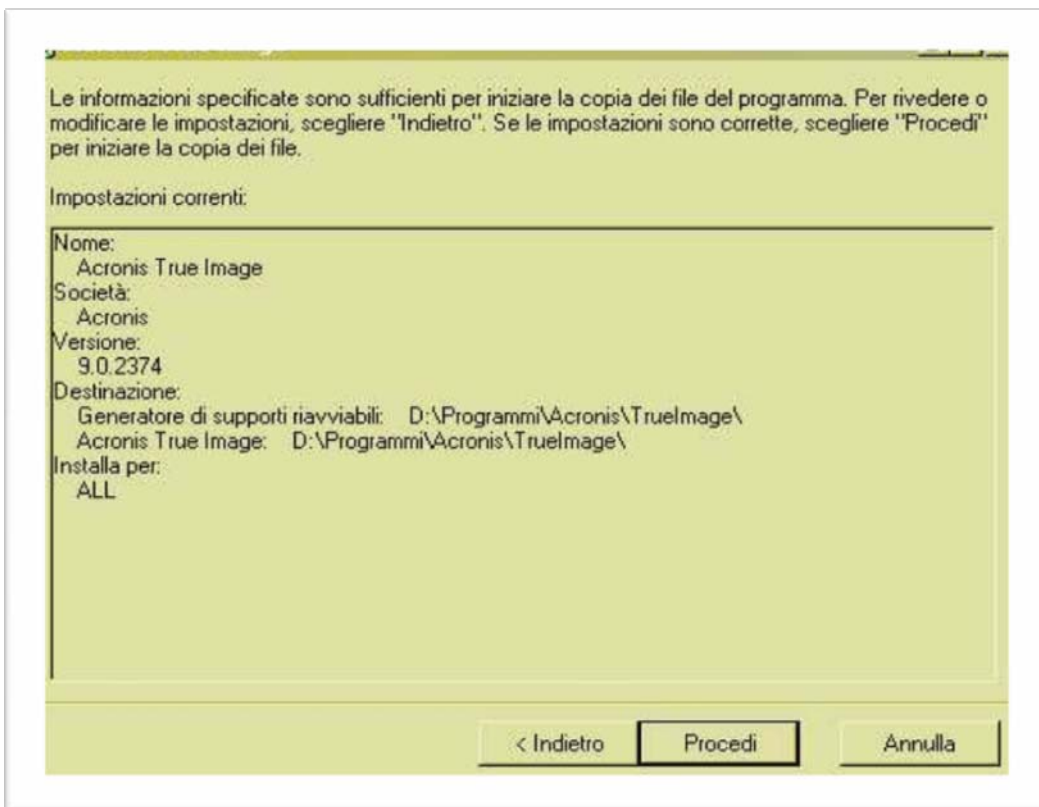 Le informazioni specificate sono sufficienti per iniziare la copia dei file del programma. Per rivedere o
modificare le impostazioni, scegliere "Indietro". Se le impostazioni sono corrette, scegliere "Procedi"
per iniziare la copia dei file.
Impostazioni correnti:
Nome:
Acronis True Image
Società:
Acronis
Versione:
9.0.2374
Destinazione:
Generatore di supporti riavviabili: D:\Programmi\Acronis\TrueImage\
Acronis True Image: D:\Programmi\Acronis\TrueImage\
Installa per:
ALL
< Indietro
Procedi
Annulla